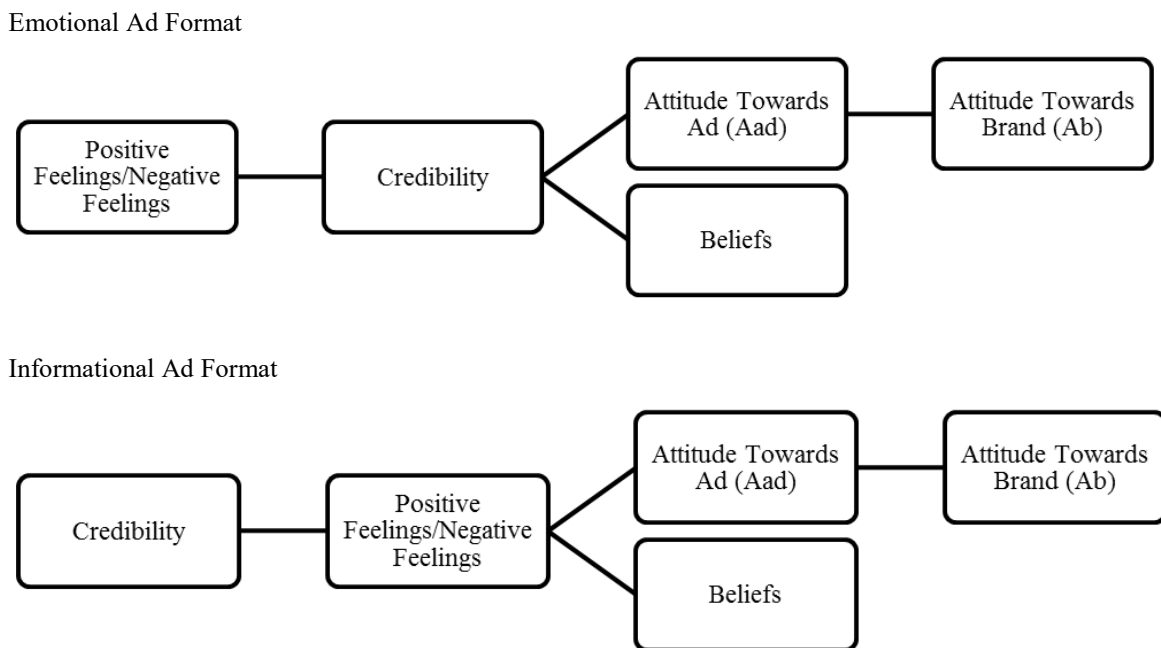 Emotional Ad Format
Positive
Feelings/Negative
Feelings
Credibility
Attitude Towards
Ad (Aad)
Attitude Towards
Brand (Ab)
Beliefs
Informational Ad Format
Credibility
Positive
Feelings/Negative
Feelings
Attitude Towards
Ad (Aad)
Attitude Towards
Brand (Ab)
Beliefs